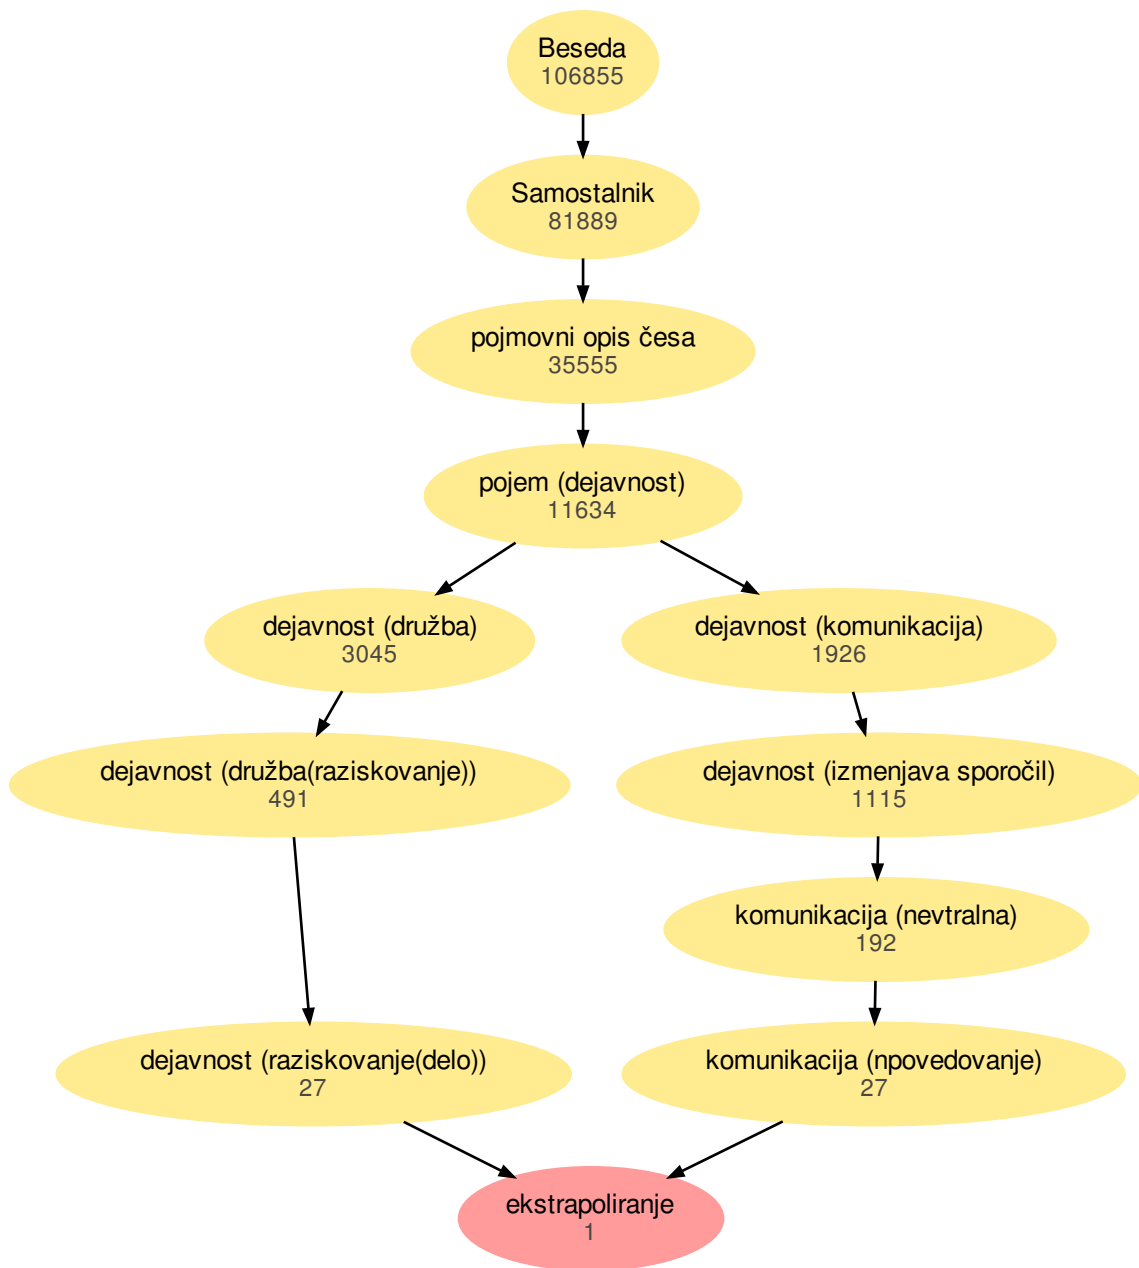 Beseda
106855
Samostalnik
81889
pojmovni opis česa
35555
pojem (dejavnost)
11634
dejavnost (družba)
3045
dejavnost (komunikacija)
1926
dejavnost (družba(raziskovanje))
491
dejavnost (izmenjava sporočil)
1115
komunikacija (nevtralna)
192
dejavnost (raziskovanje(delo))
27
komunikacija (npovedovanje)
27
ekstrapoliranje
1